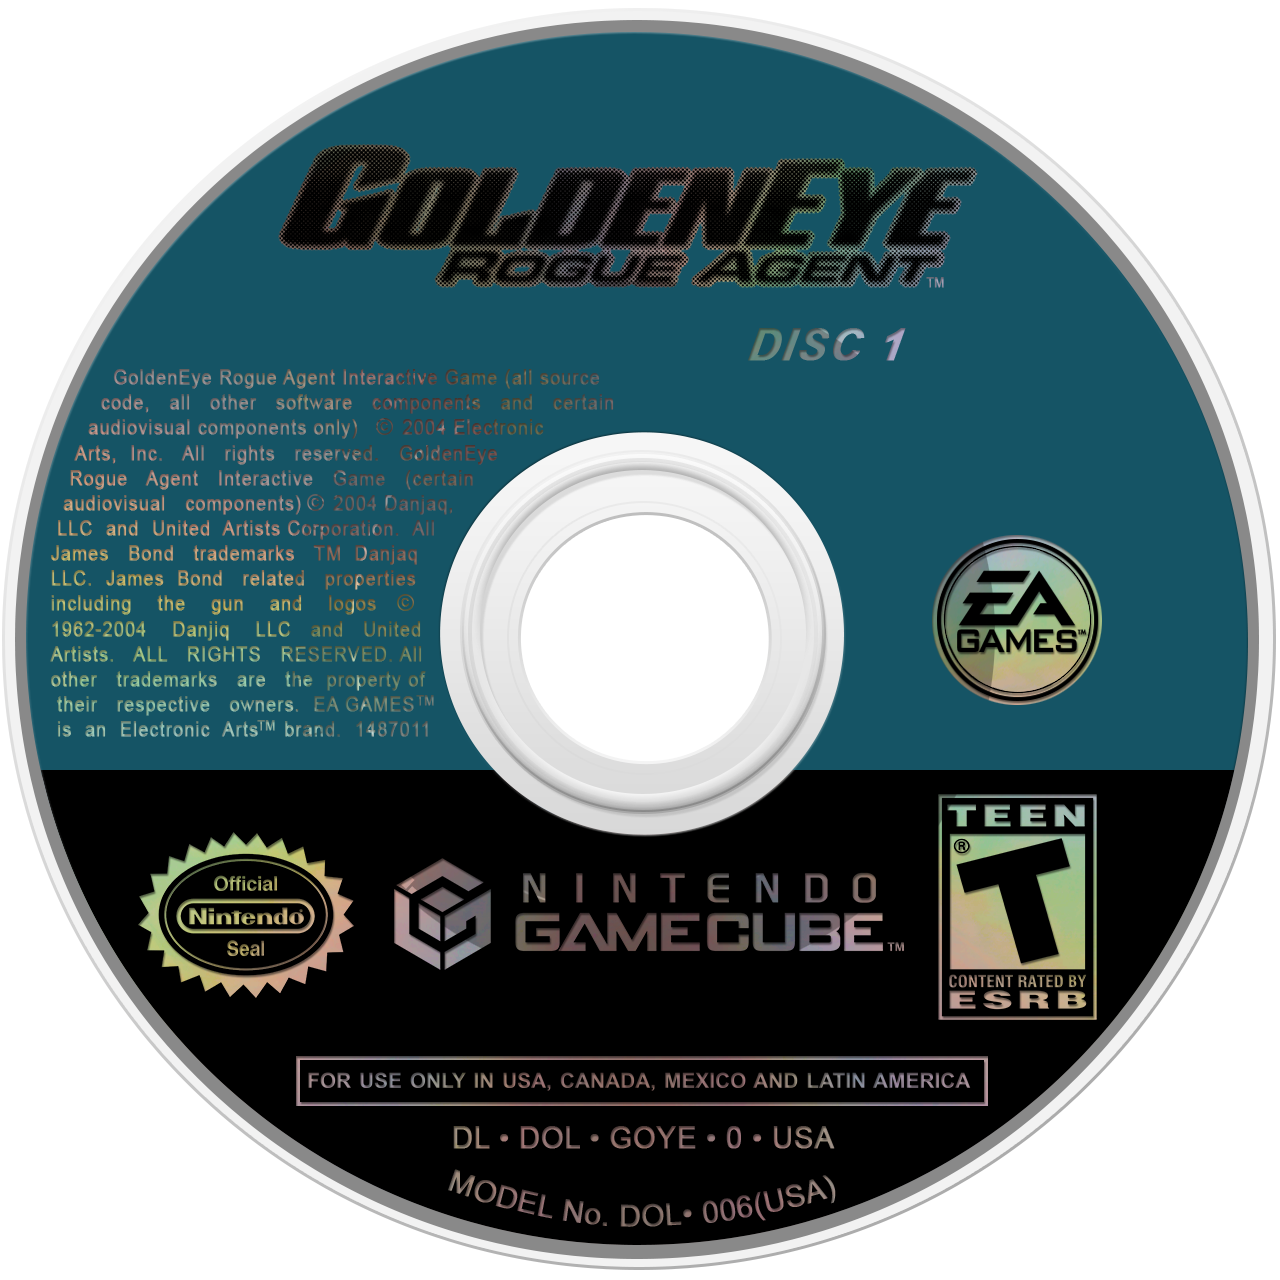 GOLDENEYE
ROGUE AGENT™
DISC 1
GoldenEye Rogue Agent Interactive Game (all source
code, all other software components and certain
audiovisual components only) © 2004 Electronic
Arts, Inc. All rights reserved. GoldenEye
Rogue Agent Interactive Game (certain
audiovisual components) © 2004 Danjaq,
LLC and United Artists Corporation. All
James Bond trademarks TM Danjaq
LLC. James Bond related properties
including the gun and logos ©
1962-2004 Danjiq LLC and United
Artists. ALL RIGHTS RESERVED. All
other trademarks are the property of
their respective owners. EA GAMES™
is an Electronic Arts™ brand. 1487011
EA
GAMES™
TEEN
®
T
CONTENT RATED BY
ESRB
Official
Nintendo®
Seal
NINTENDO
GAMECUBE™
FOR USE ONLY IN USA, CANADA, MEXICO AND LATIN AMERICA
DL • DOL • GOYE • 0 • USA
MODEL No. DOL• 006(USA)